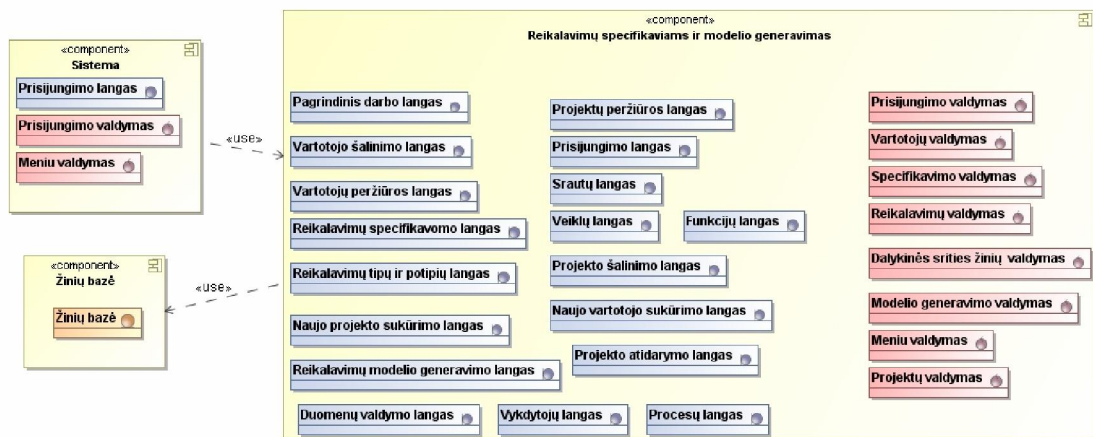 «component»
Sistema
Prisijungimo langas
Prisijungimo valdymas
Meniu valdymas
«use»
«component»
Žinių bazė
Žinių bazė
«use»
«component»
Reikalavimų specifikaviams ir modelio generavimas
Pagrindinis darbo langas
Vartotojo šalinimo langas
Vartotojų peržiūros langas
Reikalavimų specifikavomo langas
Reikalavimų tipų ir potipių langas
Naujo projekto sukūrimo langas
Reikalavimų modelio generavimo langas
Duomenų valdymo langas
Projektų peržiūros langas
Prisijungimo langas
Srautų langas
Veiklų langas
Funkcijų langas
Projekto šalinimo langas
Naujo vartotojo sukūrimo langas
Projekto atidarymo langas
Vykdytojų langas
Procesų langas
Prisijungimo valdymas
Vartotojų valdymas
Specifikavimo valdymas
Reikalavimų valdymas
Dalykinės srities žinių valdymas
Modelio generavimo valdymas
Meniu valdymas
Projektų valdymas